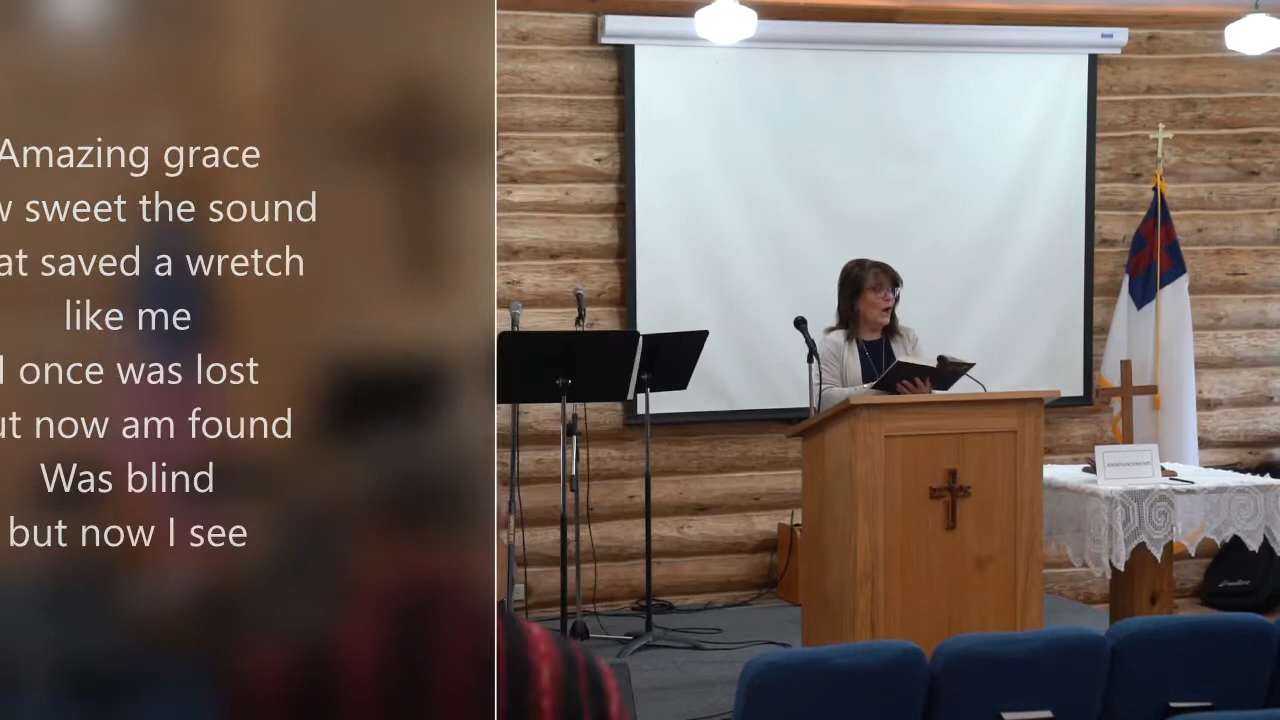 Amazing grace
w sweet the sound
at saved a wretch
like me
I once was lost
ut now am found
Was blind
but now I see